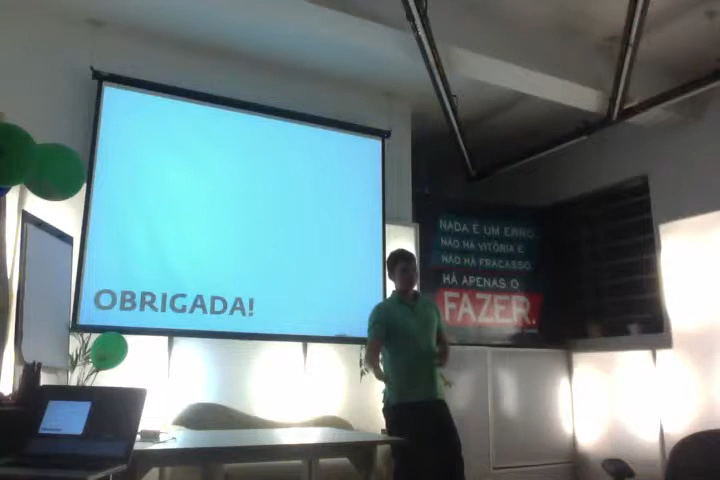 OBRIGADA!
NADA É UM ERRO.
NÃO HÁ VITÓRIA E
NÃO HÁ FRACASSO.
HÁ APENAS O
FAZER.